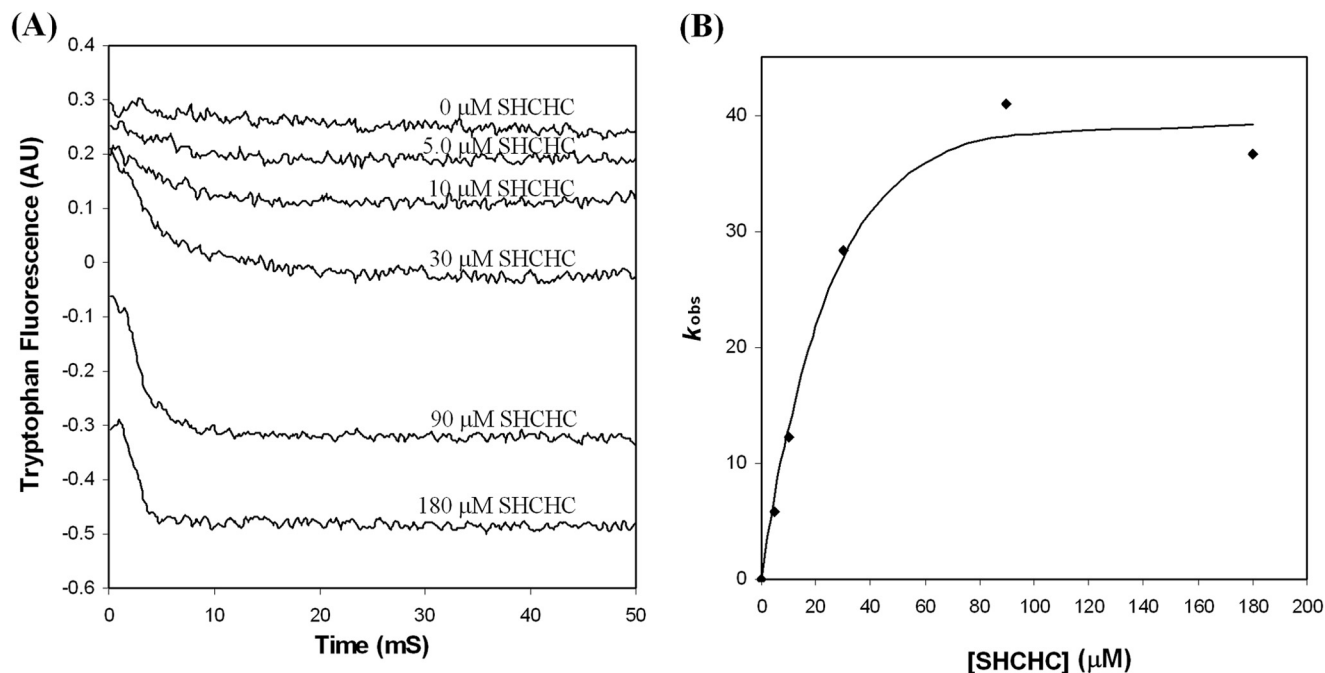 (A)
Tryptophan Fluorescence (AU)
0.4
0.3
0.2
0.1
0
-0.1
-0.2
-0.3
-0.4
-0.5
-0.6
0 μM SHCHC
5.0 μM SHCHC
10 μM SHCHC
30 μM SHCHC
90 μM SHCHC
180 μM SHCHC
0 10 20 30 40 50
Time (mS)
(B)
kobs
40
30
20
10
0
0 20 40 60 80 100 120 140 160 180 200
[SHCHC] (μM)